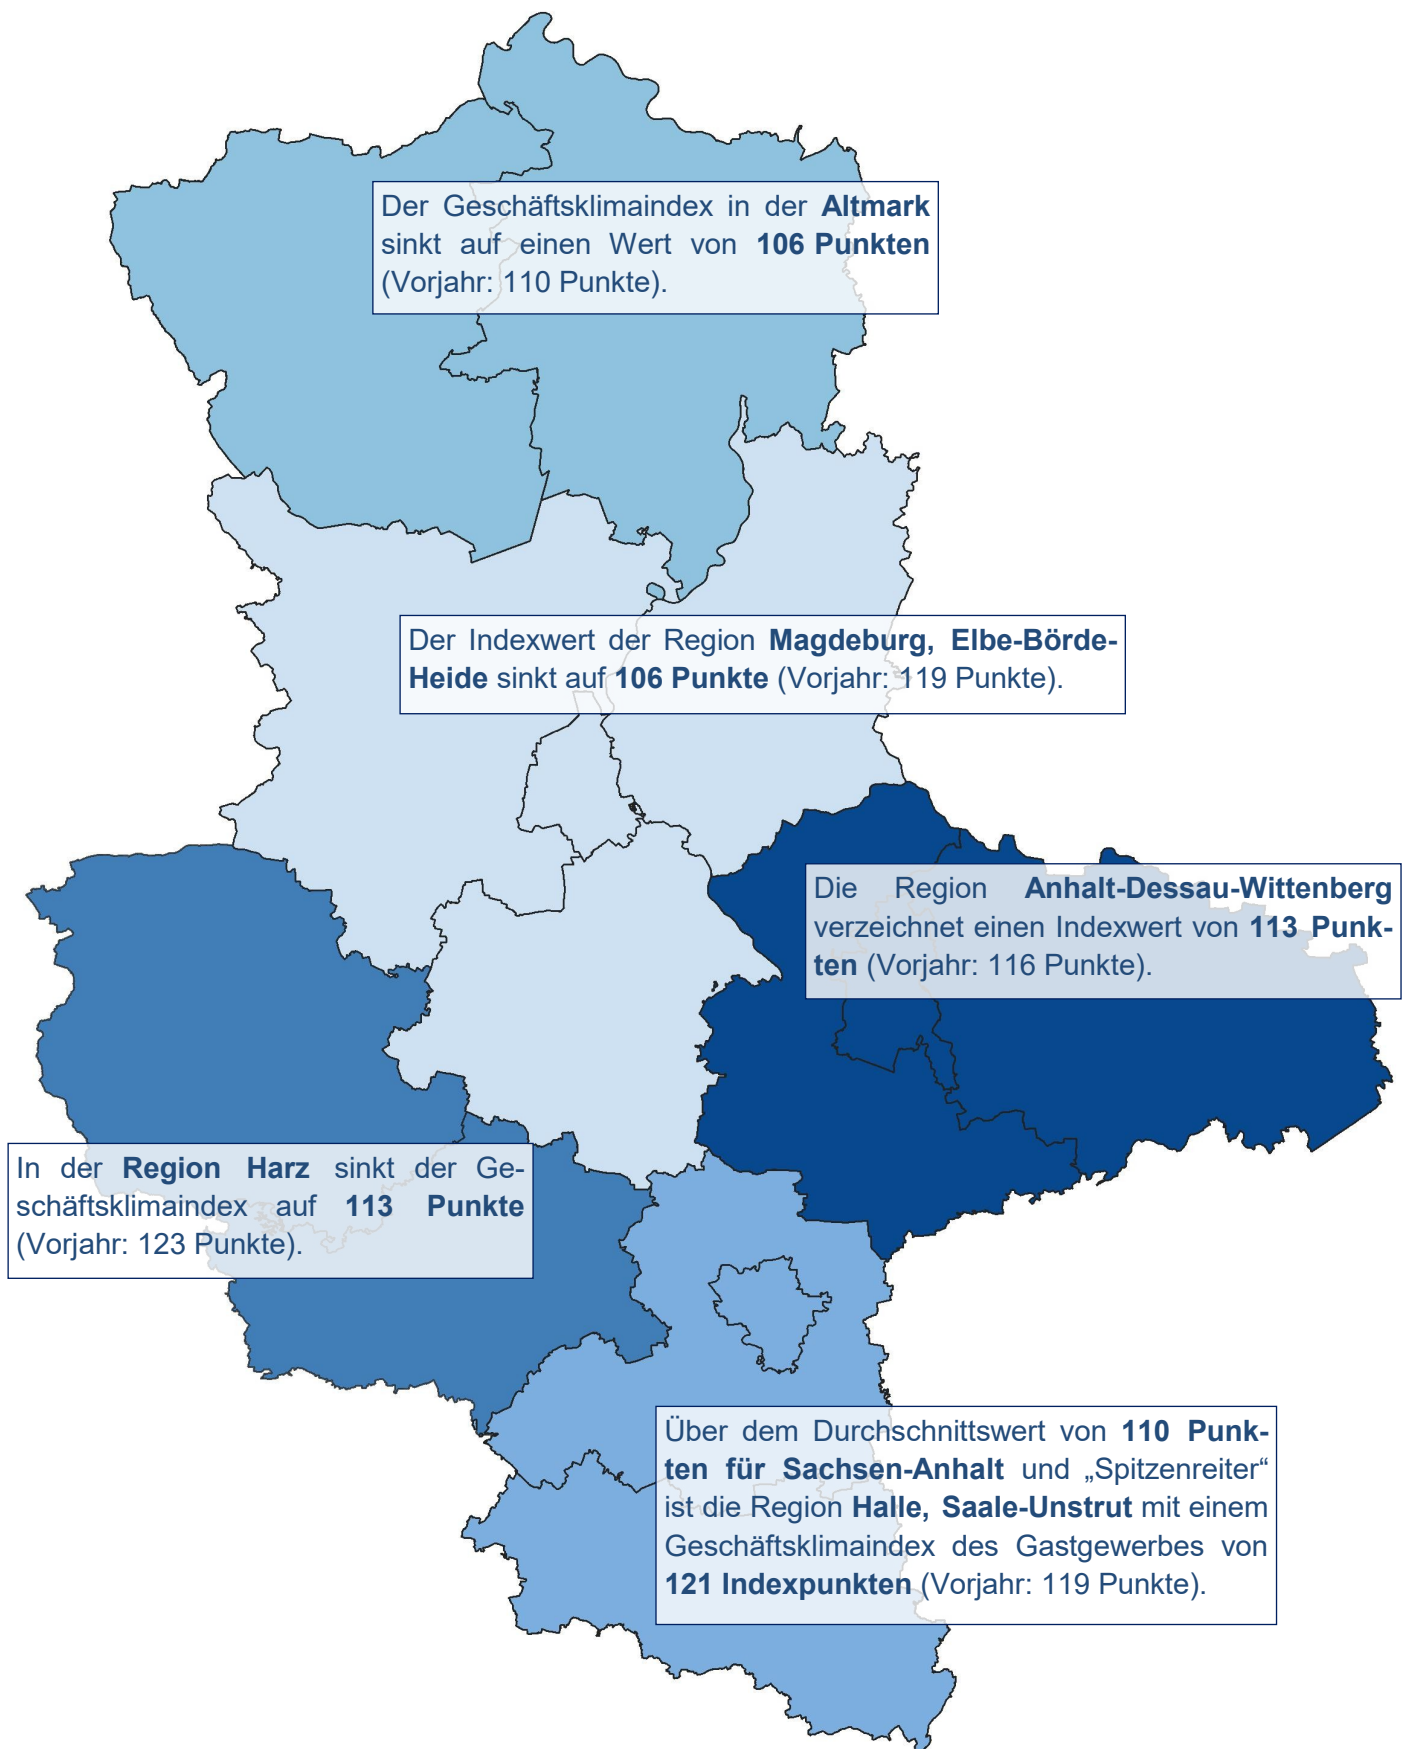 Der Geschäftsklimaindex in der Altmark
sinkt auf einen Wert von 106 Punkten
(Vorjahr: 110 Punkte).
Der Indexwert der Region Magdeburg, Elbe-Börde-
Heide sinkt auf 106 Punkte (Vorjahr: 119 Punkte).
Die Region Anhalt-Dessau-Wittenberg
verzeichnet einen Indexwert von 113 Punk-
ten (Vorjahr: 116 Punkte).
In der Region Harz sinkt der Ge-
schäftsklimaindex auf 113 Punkte
(Vorjahr: 123 Punkte).
Über dem Durchschnittswert von 110 Punk-
ten für Sachsen-Anhalt und „Spitzenreiter“
ist die Region Halle, Saale-Unstrut mit einem
Geschäftsklimaindex des Gastgewerbes von
121 Indexpunkten (Vorjahr: 119 Punkte).